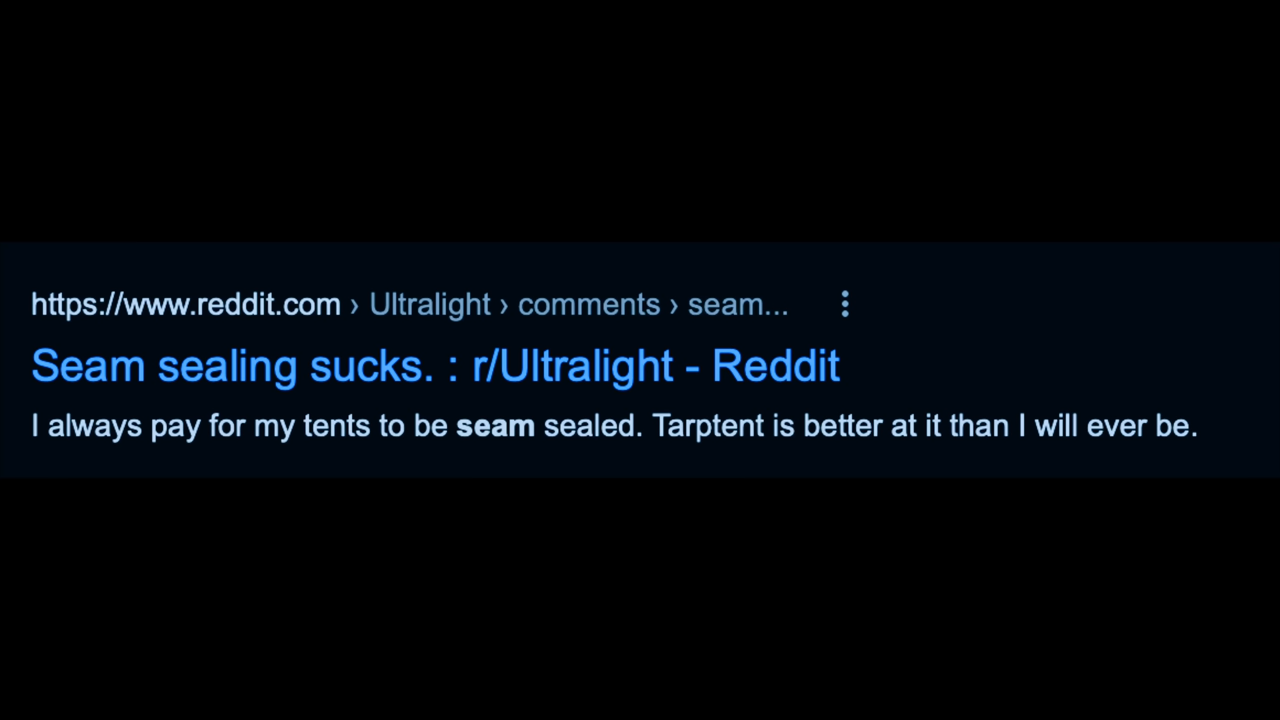 https://www.reddit.com › Ultralight › comments › seam...
Seam sealing sucks. : r/Ultralight - Reddit
I always pay for my tents to be seam sealed. Tarptent is better at it than I will ever be.